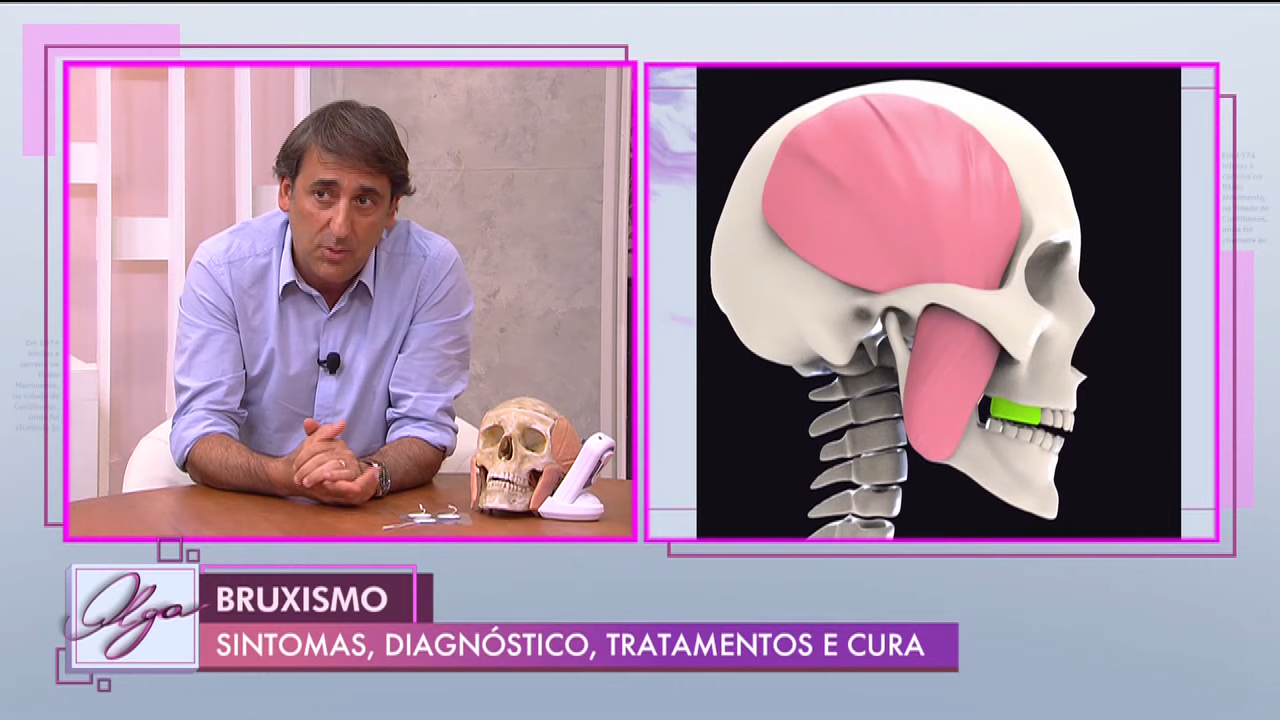 Olga
BRUXISMO
SINTOMAS, DIAGNÓSTICO, TRATAMENTOS E CURA